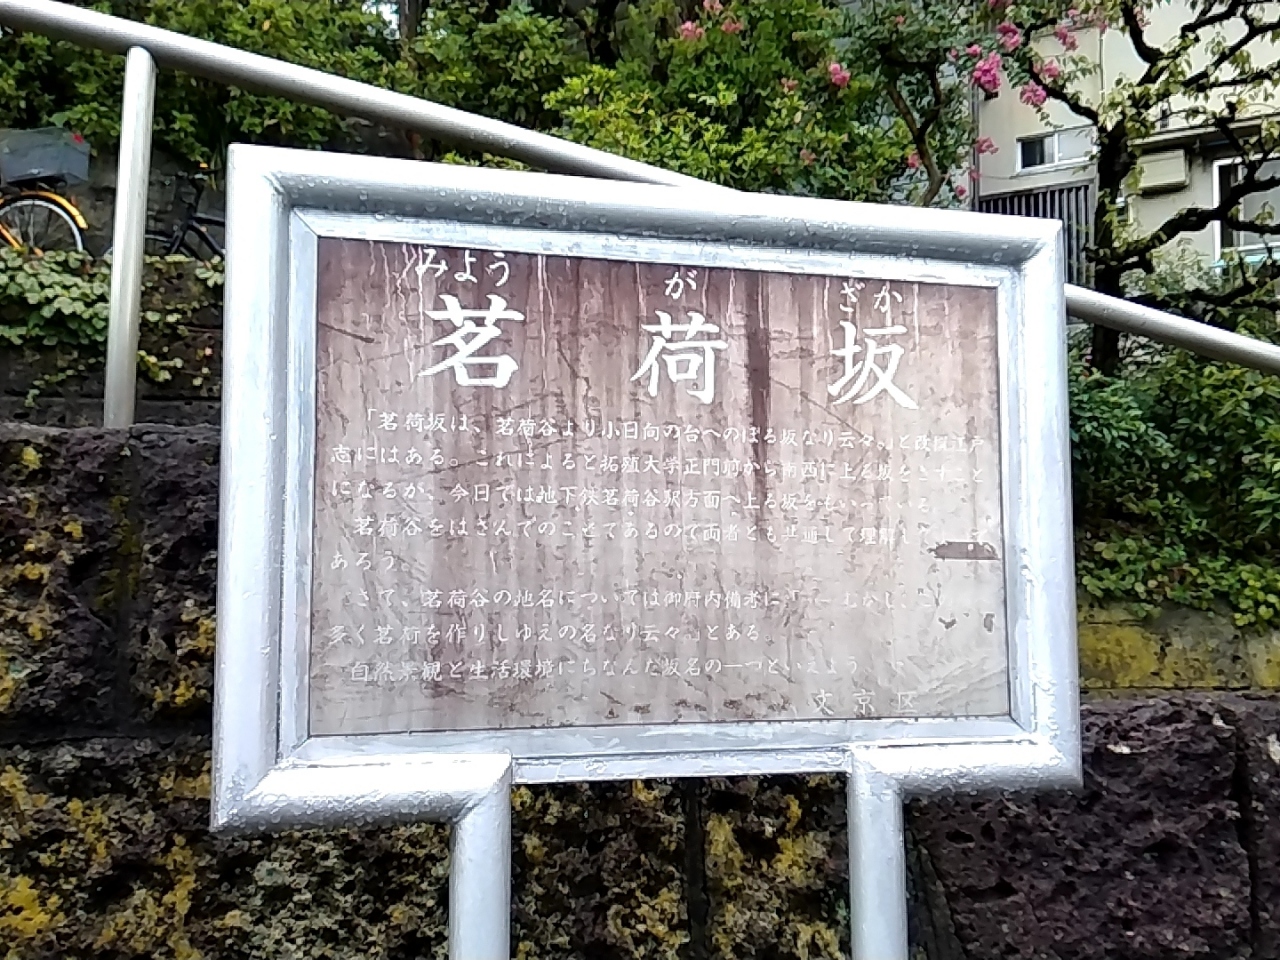 みよう が ざか
茗荷坂
「茗荷坂は、茗荷谷より小日向の台へのぼる坂なり云々。」と改撰江戸
志にはある。これによると拓殖大学正門前から南西に上る坂をさすこと
になるが、今日では地下鉄茗荷谷駅方面へ上る坂をもいっている
茗荷谷をはさんでのことであるので両者とも共通して理解して
あろう。
さて、茗荷谷の地名については御府内備考に「── むかし、この
多く茗荷を作りしゆえの名なり云々。」とある。
自然景観と生活環境にちなんだ坂名の一つといえよう
文京区